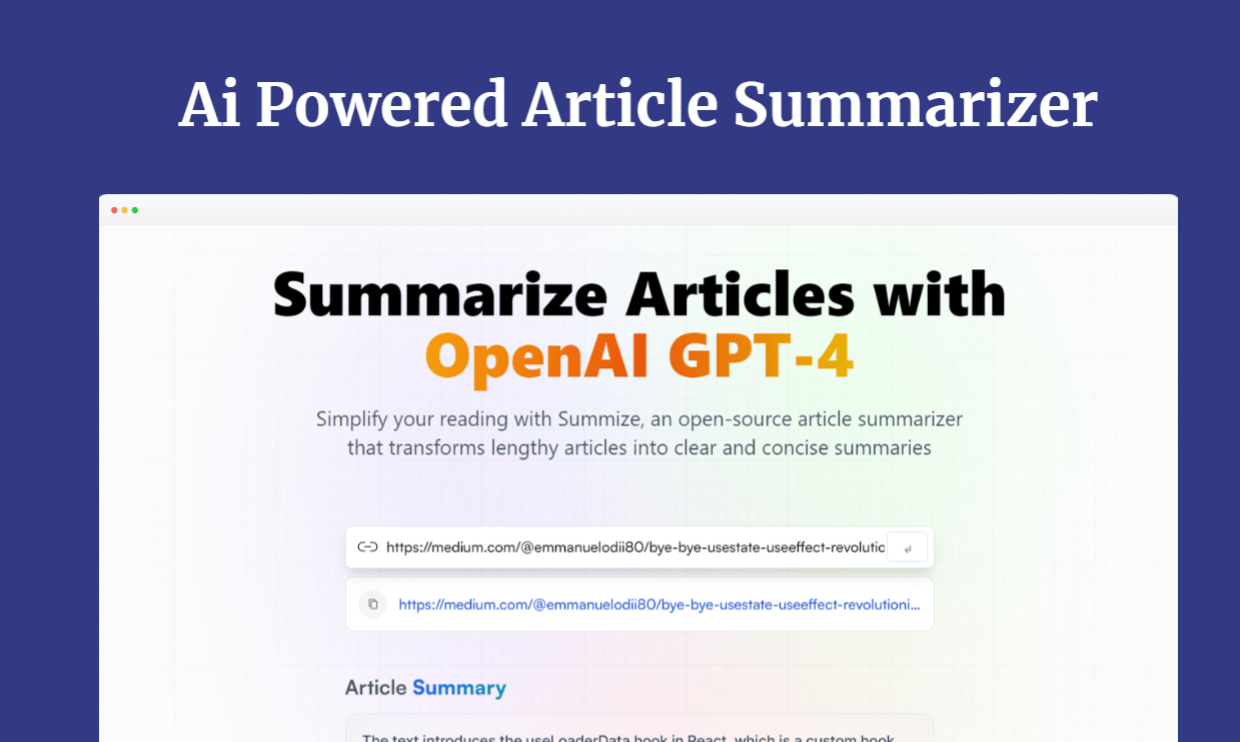 Ai Powered Article Summarizer
Summarize Articles with
OpenAI GPT-4
Simplify your reading with Summize, an open-source article summarizer
that transforms lengthy articles into clear and concise summaries
https://medium.com/@emmanuelodii80/bye-bye-usestate-useeffect-revolutio
https://medium.com/@emmanuelodii80/bye-bye-usestate-useeffect-revolutioni...
Article Summary
The text introduces the useLoaderData hook in React, which is a custom hook